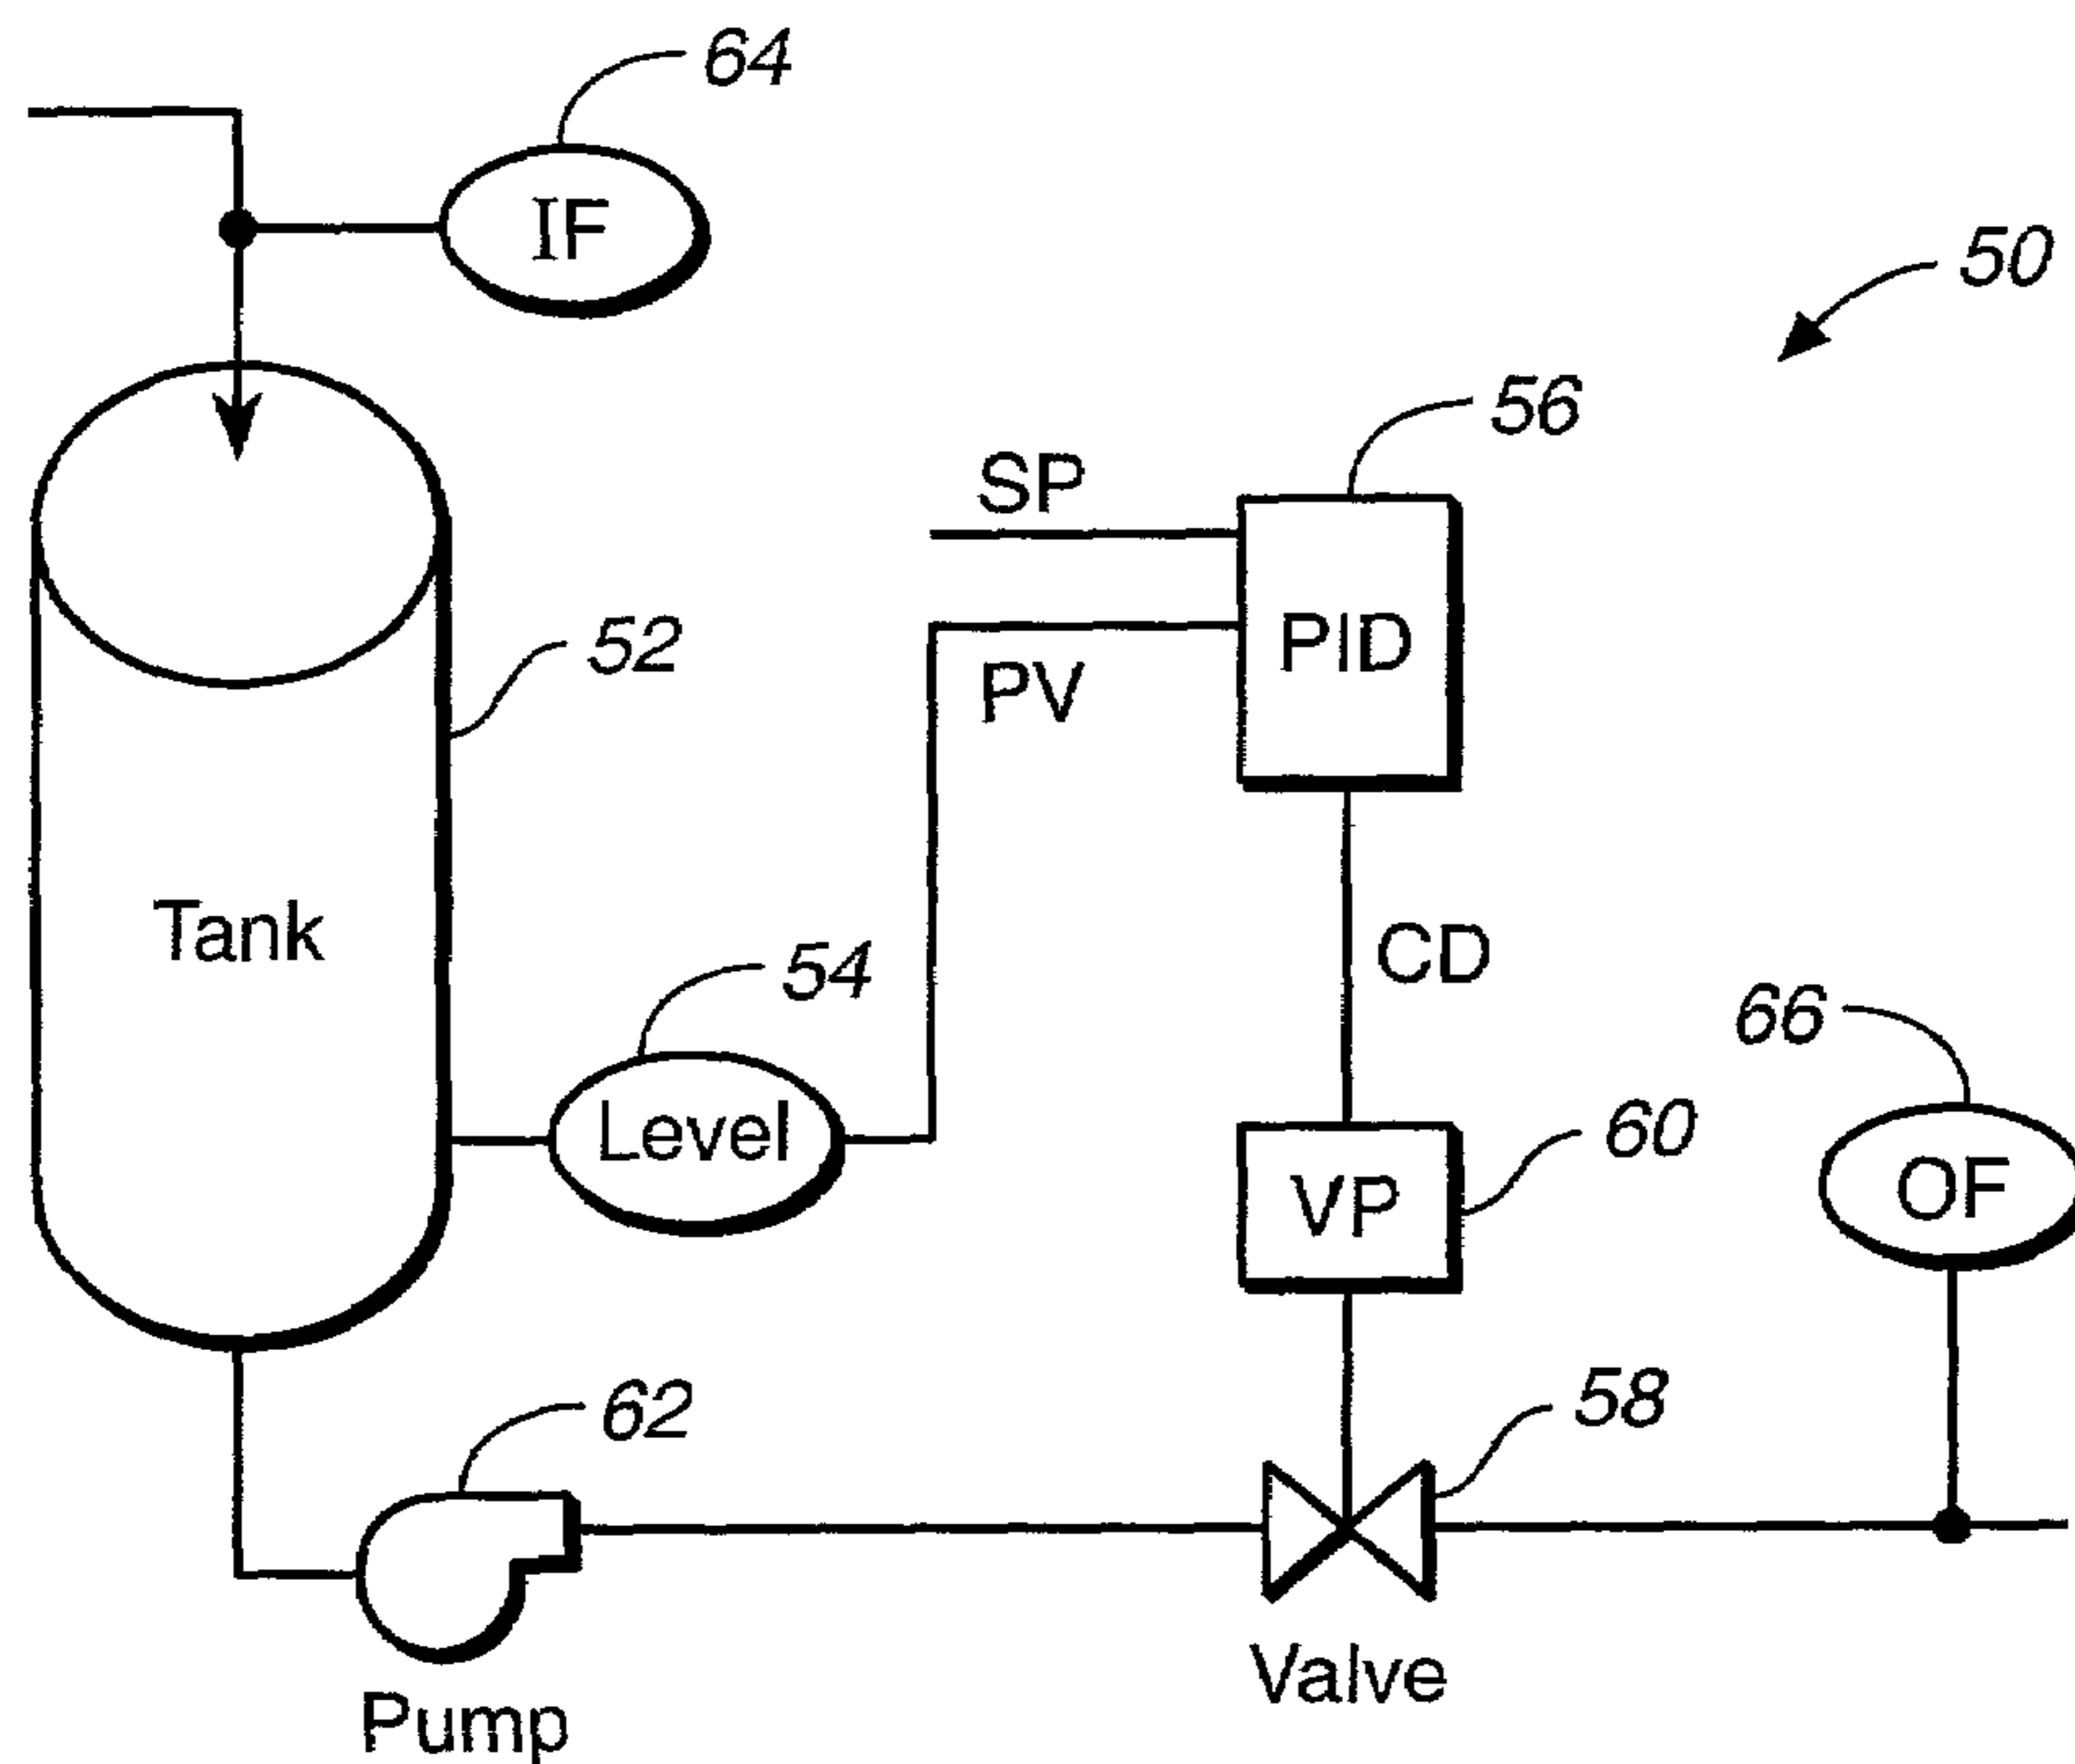 64
IF
50
56
SP
PID
52
PV
Tank
CD
54
66
Level
60
VP
OF
62
58
Valve
Pump